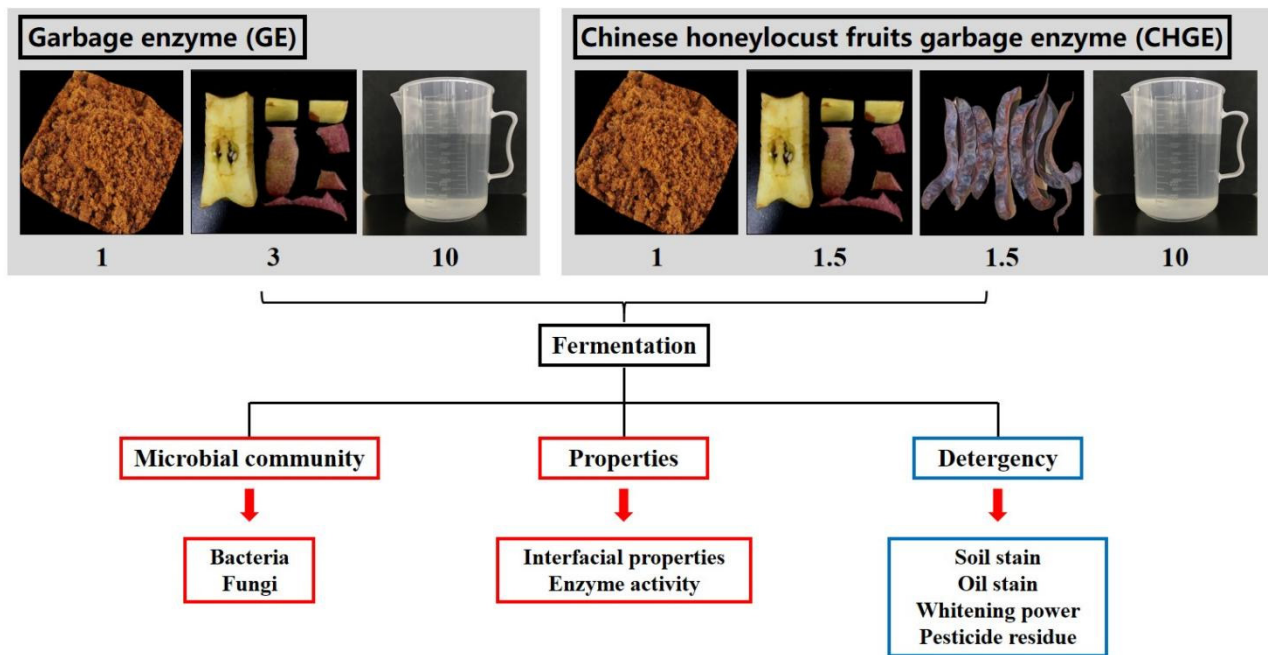 Garbage enzyme (GE)
Chinese honeylocust fruits garbage enzyme (CHGE)
1
3
10
1
1.5
1.5
10
Fermentation
Microbial community
Properties
Detergency
Bacteria
Fungi
Interfacial properties
Enzyme activity
Soil stain
Oil stain
Whitening power
Pesticide residue